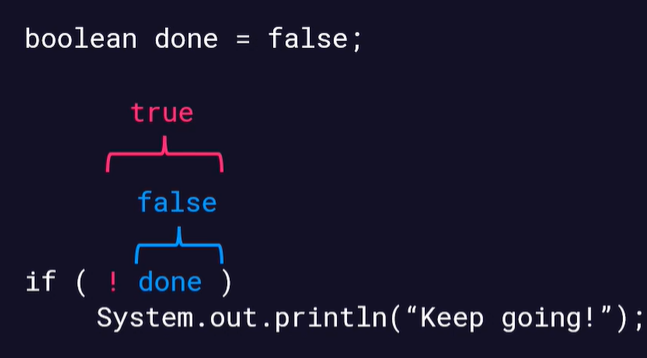 boolean done = false;
true
false
if ( ! done )
System.out.println(“Keep going!”);